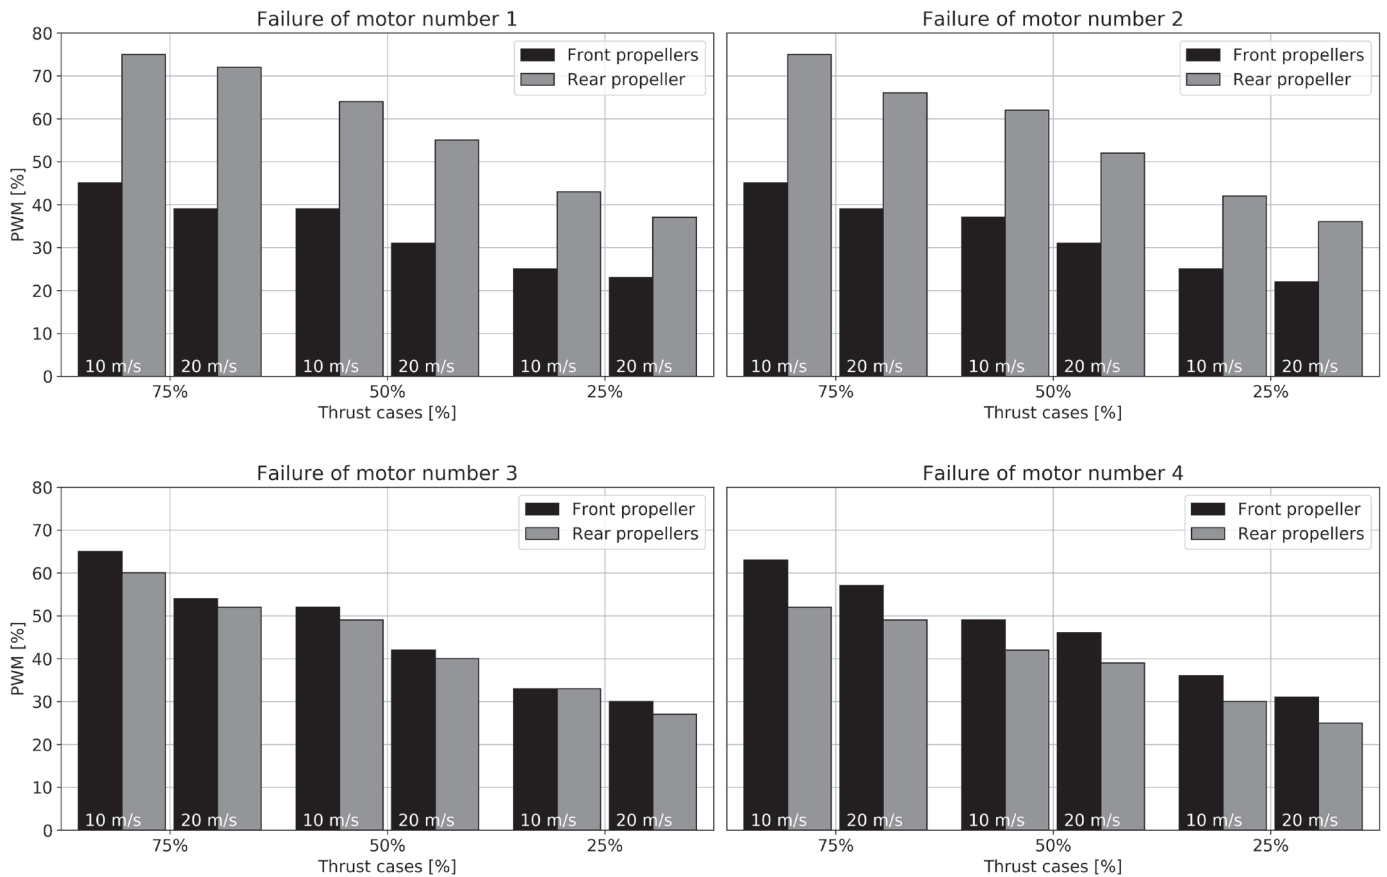 Failure of motor number 1
Front propellers
Rear propeller
PWM [%]
80
70
60
50
40
30
20
10
0
10 m/s 20 m/s 10 m/s 20 m/s 10 m/s 20 m/s
75% 50% 25%
Thrust cases [%]
Failure of motor number 2
Front propellers
Rear propeller
10 m/s 20 m/s 10 m/s 20 m/s 10 m/s 20 m/s
75% 50% 25%
Thrust cases [%]
Failure of motor number 3
Front propeller
Rear propellers
PWM [%]
80
70
60
50
40
30
20
10
0
10 m/s 20 m/s 10 m/s 20 m/s 10 m/s 20 m/s
75% 50% 25%
Thrust cases [%]
Failure of motor number 4
Front propeller
Rear propellers
10 m/s 20 m/s 10 m/s 20 m/s 10 m/s 20 m/s
75% 50% 25%
Thrust cases [%]